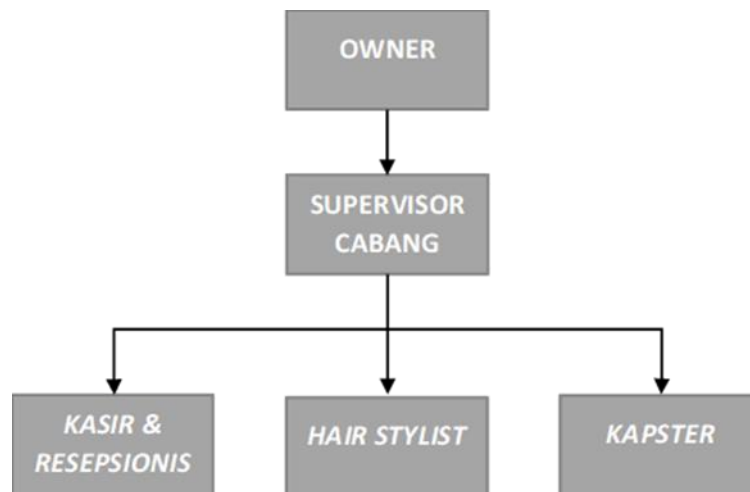 OWNER
SUPERVISOR
CABANG
KASIR &
RESEPSIONIS
HAIR STYLIST
KAPSTER